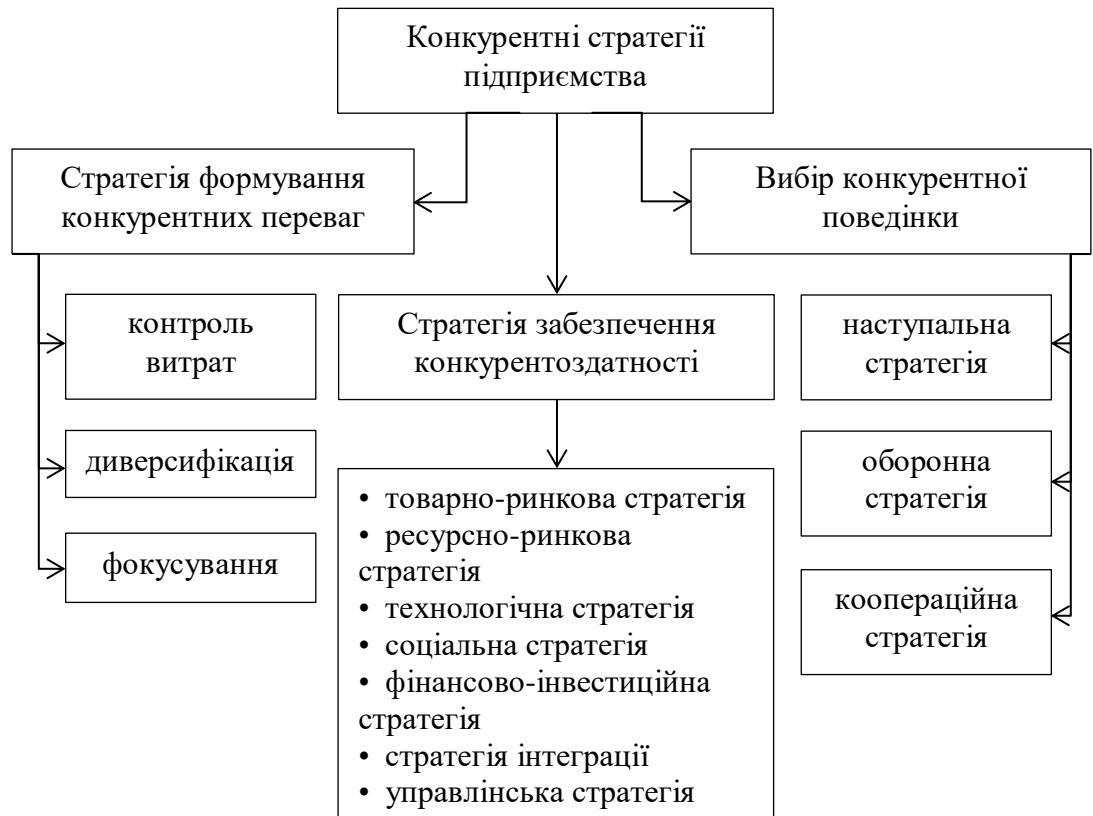 Конкурентні стратегії
підприємства
Стратегія формування
конкурентних переваг
Вибір конкурентної
поведінки
контроль
витрат
диверсифікація
фокусування
Стратегія забезпечення
конкурентоздатності
• товарно-ринкова стратегія
• ресурсно-ринкова
стратегія
• технологічна стратегія
• соціальна стратегія
• фінансово-інвестиційна
стратегія
• стратегія інтеграції
• управлінська стратегія
наступальна
стратегія
оборонна
стратегія
коопераційна
стратегія